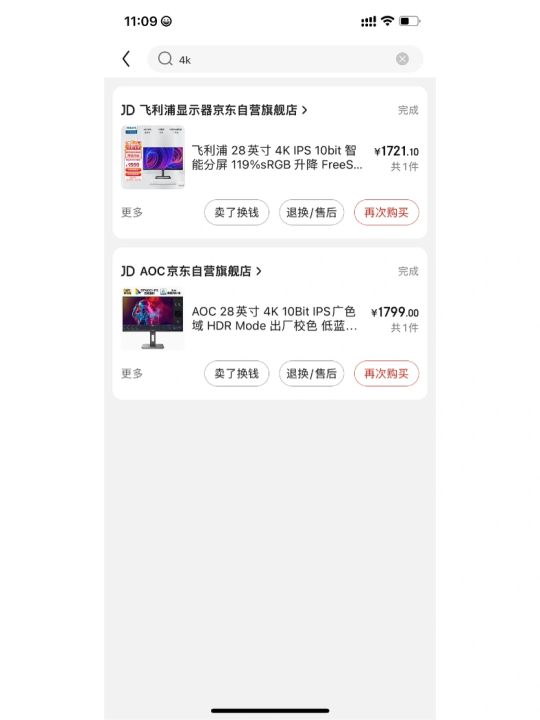 11:09
4k
JD 飞利浦显示器京东自营旗舰店
完成
飞利浦 28英寸 4K IPS 10bit 智
能分屏 119%sRGB 升降 FreeS...
¥1721.10
共1件
更多
卖了换钱
退换/售后
再次购买
JD AOC京东自营旗舰店
完成
AOC 28英寸 4K 10Bit IPS广色
域 HDR Mode 出厂校色 低蓝...
¥1799.00
共1件
更多
卖了换钱
退换/售后
再次购买